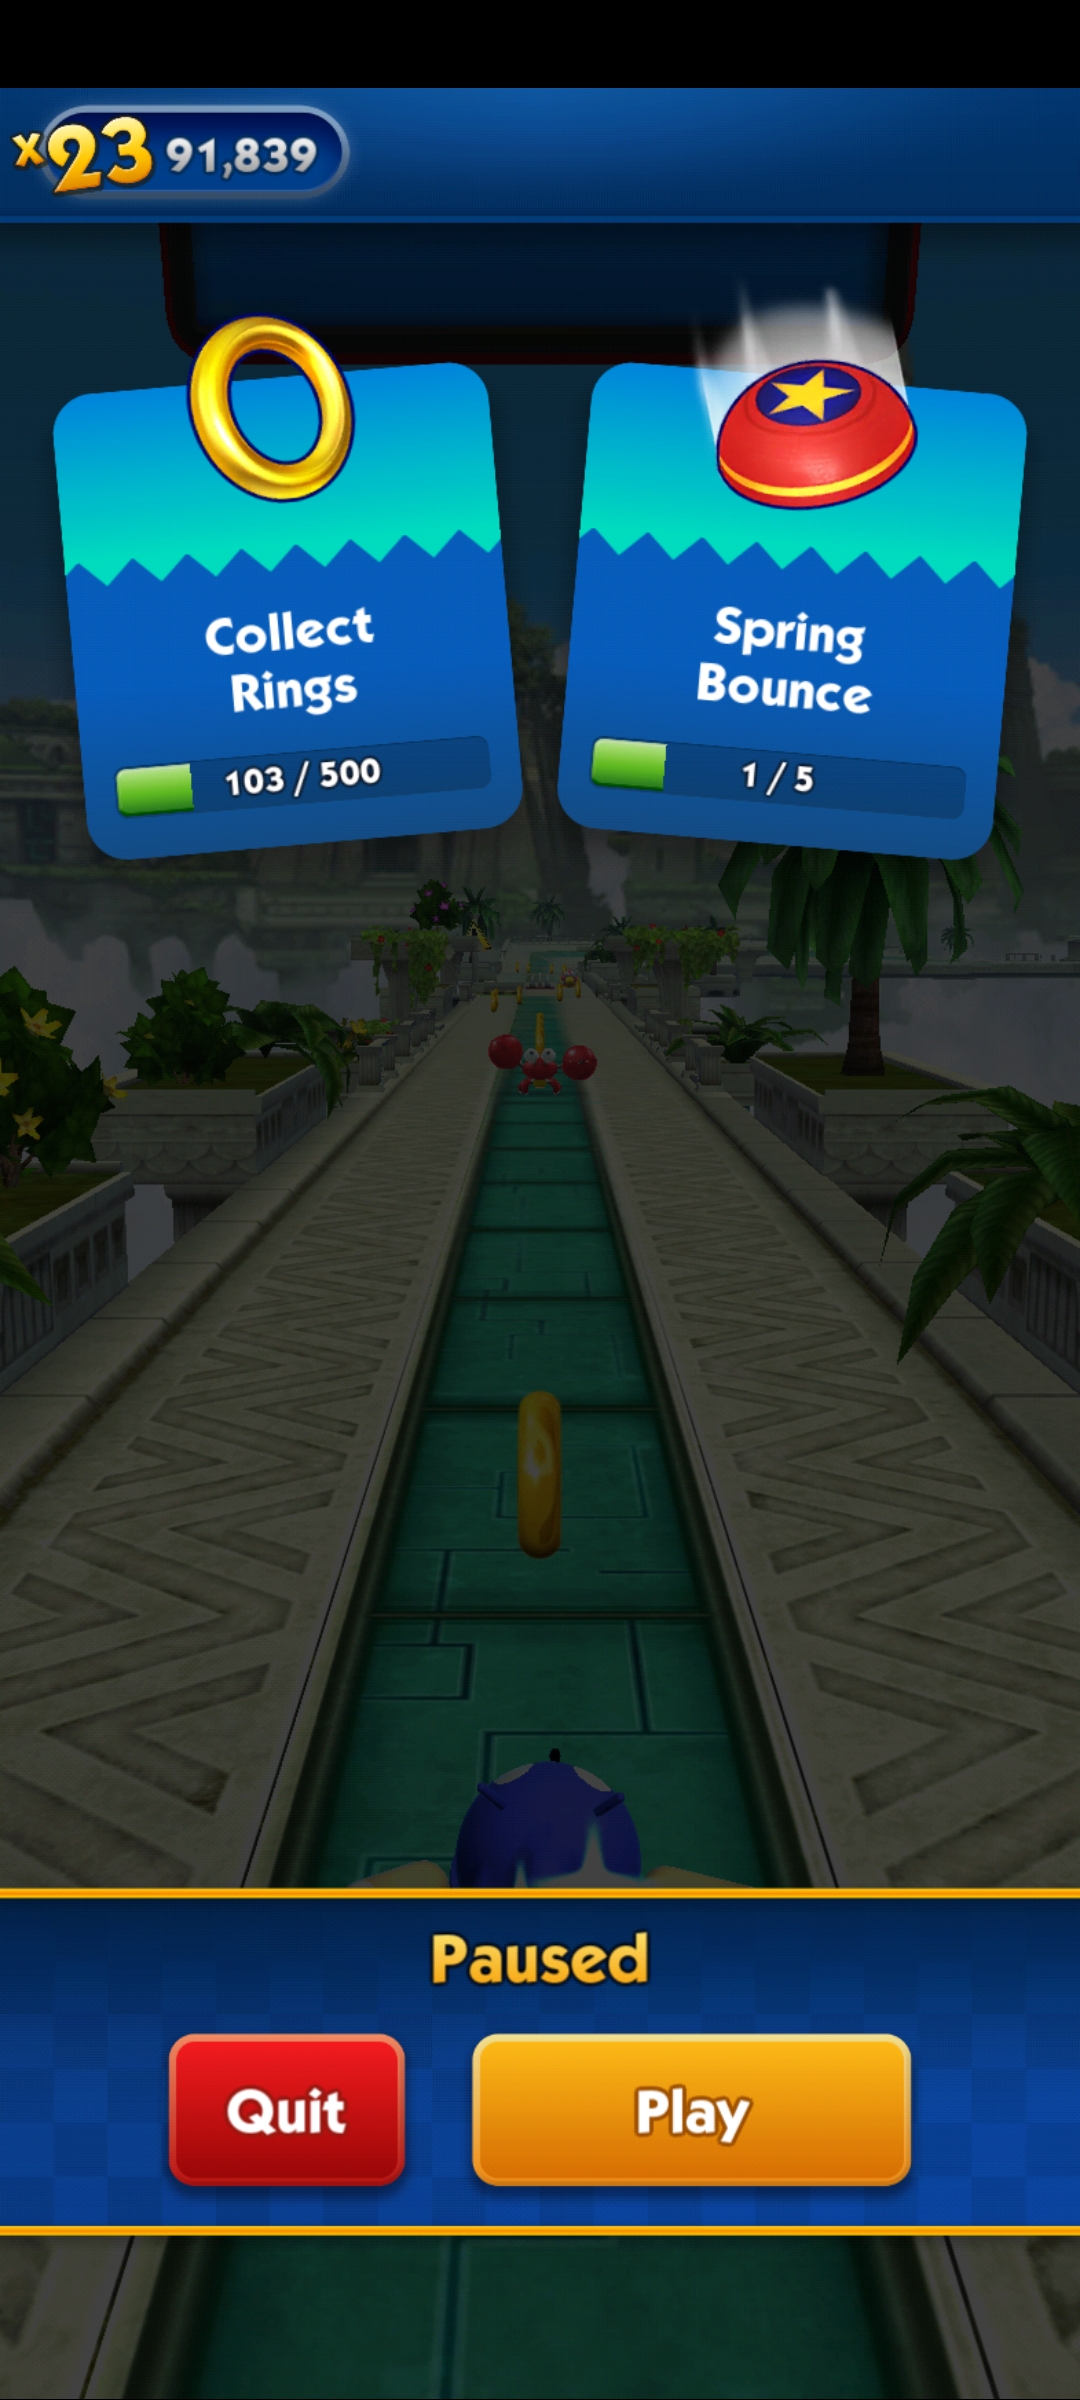 x23 91,839
Collect
Rings
103 / 500
Spring
Bounce
1 / 5
Paused
Quit
Play